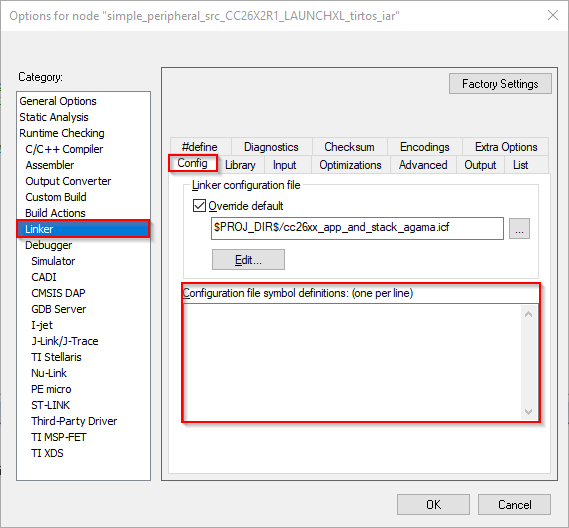 Options for node "simple_peripheral_src_CC26X2R1_LAUNCHXL_tirtos_iar"
Category:
General Options
Static Analysis
Runtime Checking
C/C++ Compiler
Assembler
Output Converter
Custom Build
Build Actions
Linker
Debugger
Simulator
CADI
CMSIS DAP
GDB Server
I-jet
J-Link/J-Trace
TI Stellaris
Nu-Link
PE micro
ST-LINK
Third-Party Driver
TI MSP-FET
TI XDS
Factory Settings
#define Diagnostics Checksum Encodings Extra Options
Config Library Input Optimizations Advanced Output List
Linker configuration file
Override default
$PROJ_DIR$/cc26xx_app_and_stack_agama.icf
...
Edit...
Configuration file symbol definitions: (one per line)
OK Cancel